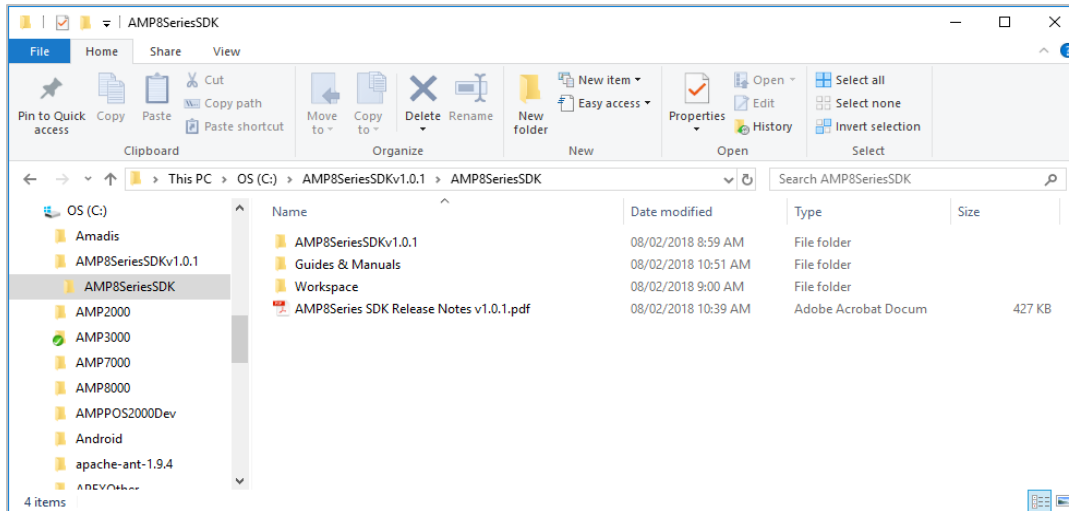 AMP8SeriesSDK
File Home Share View
Pin to Quick access
Copy
Paste
Cut
Copy path
Paste shortcut
Clipboard
Move to
Copy to
Delete
Rename
Organize
New folder
New item
Easy access
New
Properties
Open
Edit
History
Open
Select all
Select none
Invert selection
Select
This PC > OS (C:) > AMP8SeriesSDKv1.0.1 > AMP8SeriesSDK
Search AMP8SeriesSDK
OS (C:)
Amadis
AMP8SeriesSDKv1.0.1
AMP8SeriesSDK
AMP2000
AMP3000
AMP7000
AMP8000
AMPPOS2000Dev
Android
apache-ant-1.9.4
Name Date modified Type Size
AMP8SeriesSDKv1.0.1 08/02/2018 8:59 AM File folder
Guides & Manuals 08/02/2018 10:51 AM File folder
Workspace 08/02/2018 9:00 AM File folder
AMP8Series SDK Release Notes v1.0.1.pdf 08/02/2018 10:39 AM Adobe Acrobat Docum 427 KB
4 items